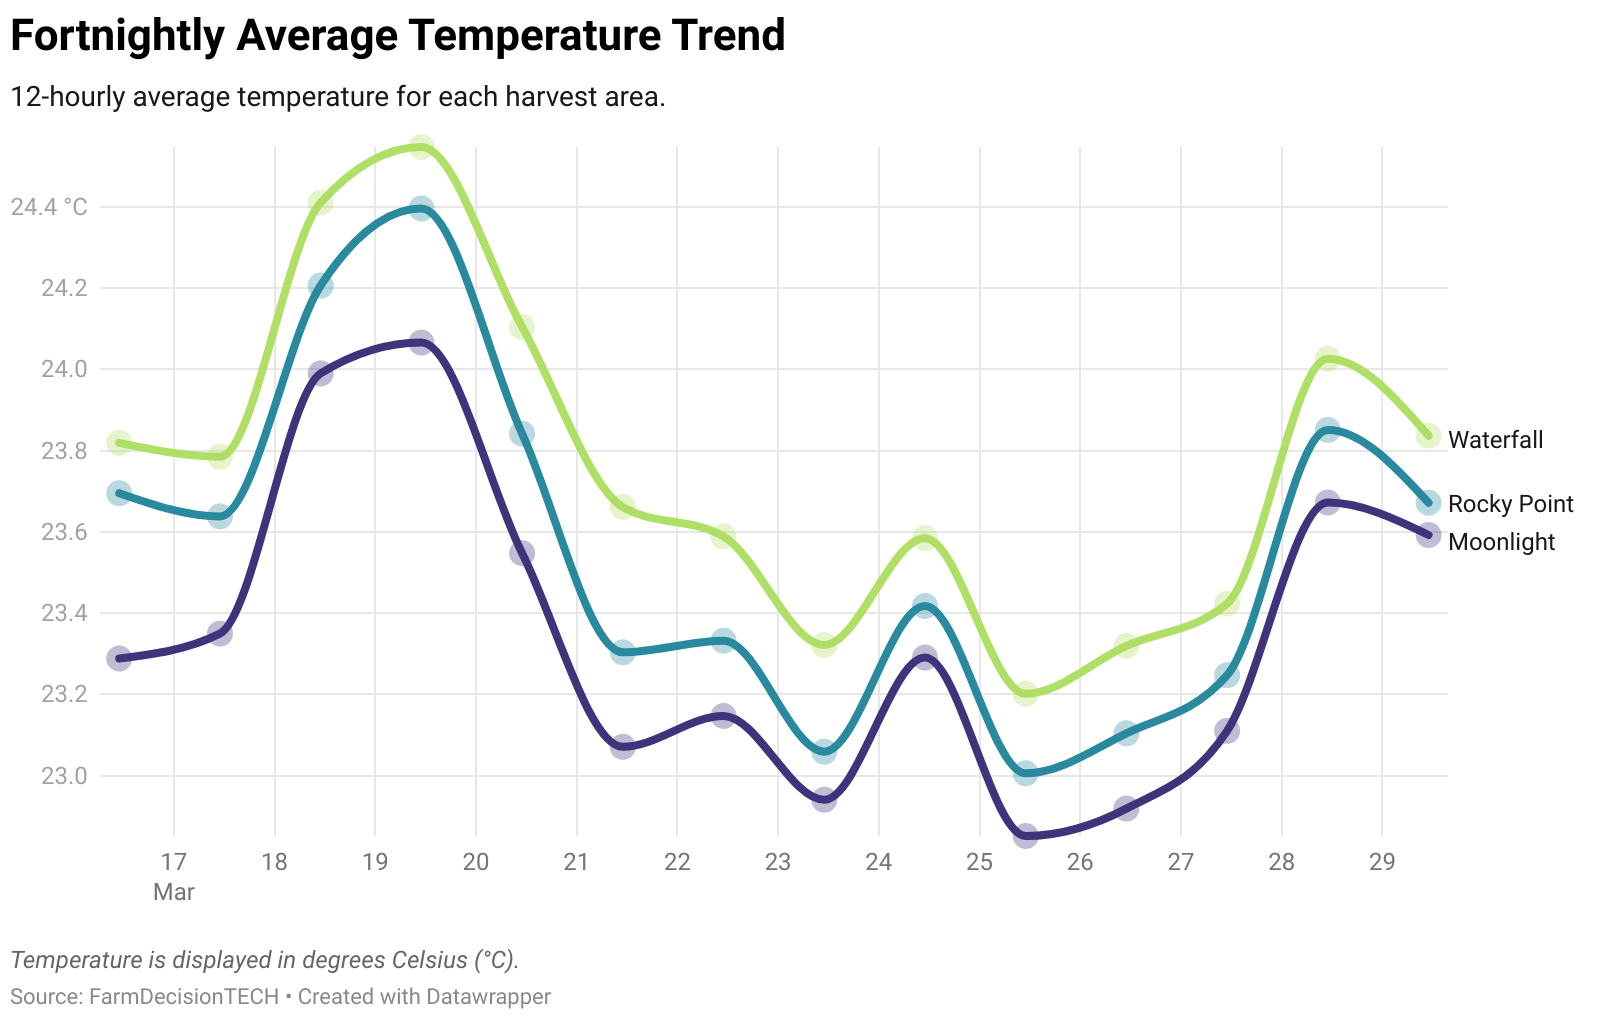 Fortnightly Average Temperature Trend
12-hourly average temperature for each harvest area.
24.4 °C
24.2
24.0
23.8
23.6
23.4
23.2
23.0
Waterfall
Rocky Point
Moonlight
17 18 19 20 21 22 23 24 25 26 27 28 29
Mar
Temperature is displayed in degrees Celsius (°C).
Source: FarmDecisionTECH • Created with Datawrapper